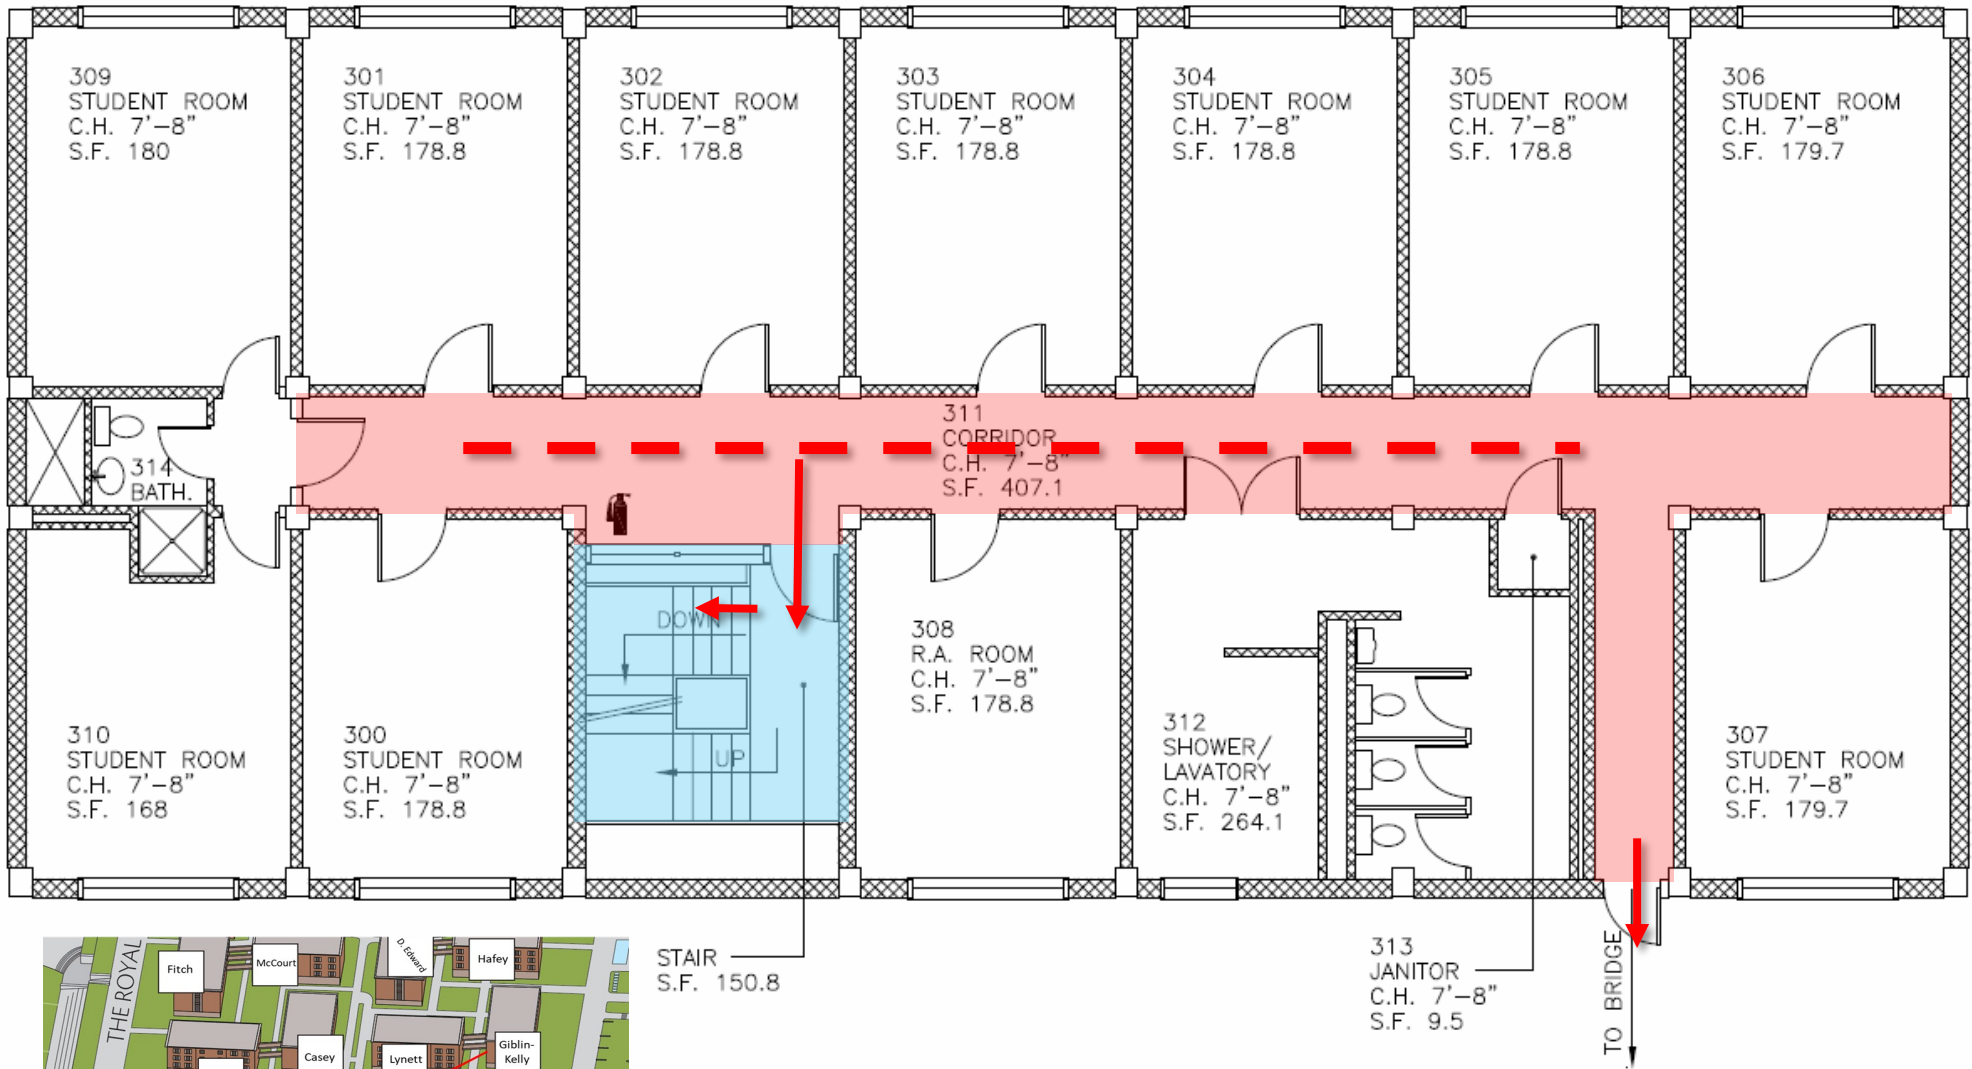 309
STUDENT ROOM
C.H. 7'-8"
S.F. 180
301
STUDENT ROOM
C.H. 7'-8"
S.F. 178.8
302
STUDENT ROOM
C.H. 7'-8"
S.F. 178.8
303
STUDENT ROOM
C.H. 7'-8"
S.F. 178.8
304
STUDENT ROOM
C.H. 7'-8"
S.F. 178.8
305
STUDENT ROOM
C.H. 7'-8"
S.F. 178.8
306
STUDENT ROOM
C.H. 7'-8"
S.F. 179.7
311
CORRIDOR
C.H. 7'-8"
S.F. 407.1
314
BATH.
310
STUDENT ROOM
C.H. 7'-8"
S.F. 168
300
STUDENT ROOM
C.H. 7'-8"
S.F. 178.8
DOWN
UP
308
R.A. ROOM
C.H. 7'-8"
S.F. 178.8
312
SHOWER/
LAVATORY
C.H. 7'-8"
S.F. 264.1
307
STUDENT ROOM
C.H. 7'-8"
S.F. 179.7
STAIR
S.F. 150.8
313
JANITOR
C.H. 7'-8"
S.F. 9.5
TO BRIDGE
THE ROYAL
Fitch
McCourt
D. Edward
Hafey
Casey
Lynett
Giblin-
Kelly